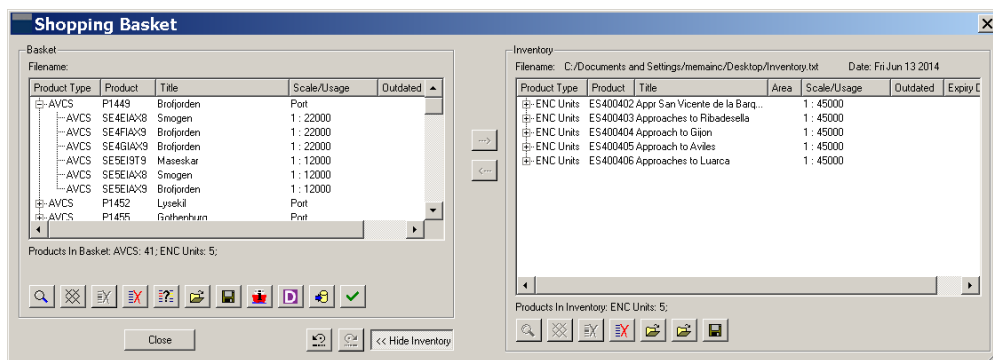 Shopping Basket
Basket
Filename:
Product Type Product Title Scale/Usage Outdated
AVCS P1449 Brofjorden Port
AVCS SE4EIAX8 Smogen 1 : 22000
AVCS SE4FIAX9 Brofjorden 1 : 22000
AVCS SE4GIAX9 Brofjorden 1 : 22000
AVCS SE5EI9T9 Maseskar 1 : 12000
AVCS SE5EIAX8 Smogen 1 : 12000
AVCS SE5EIAX9 Brofjorden 1 : 12000
AVCS P1452 Lysekil Port
AVCS P1455 Gothenburg Port
Products In Basket: AVCS: 41; ENC Units: 5;
D
Close
--->
<---
<< Hide Inventory
Inventory
Filename: C:/Documents and Settings/memainc/Desktop/Inventory.txt Date: Fri Jun 13 2014
Product Type Product Title Area Scale/Usage Outdated Expiry D
ENC Units ES400402 Appr San Vicente de la Barq... 1 : 45000
ENC Units ES400403 Approaches to Ribadesella 1 : 45000
ENC Units ES400404 Approach to Gijon 1 : 45000
ENC Units ES400405 Approach to Aviles 1 : 45000
ENC Units ES400406 Approaches to Luarca 1 : 45000
Products In Inventory: ENC Units: 5;